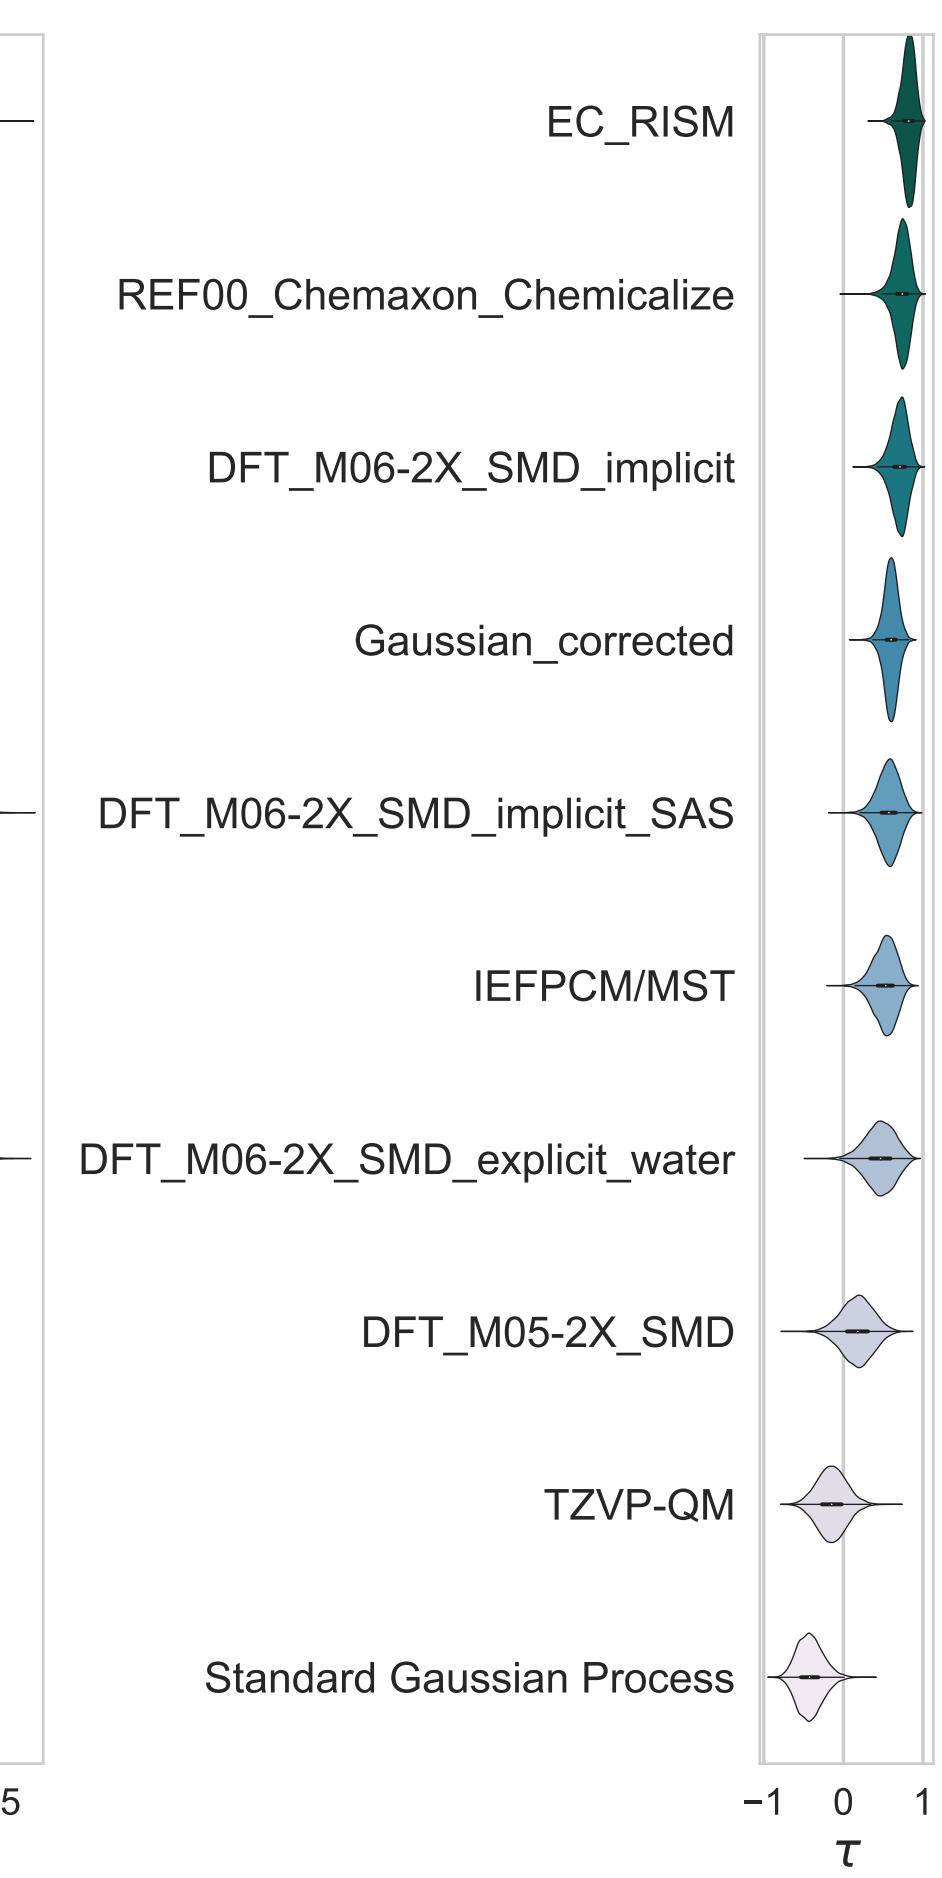 EC_RISM
REF00_Chemaxon_Chemicalize
DFT_M06-2X_SMD_implicit
Gaussian_corrected
DFT_M06-2X_SMD_implicit_SAS
IEFPCM/MST
DFT_M06-2X_SMD_explicit_water
DFT_M05-2X_SMD
TZVP-QM
Standard Gaussian Process
5 −1 0 1
τ